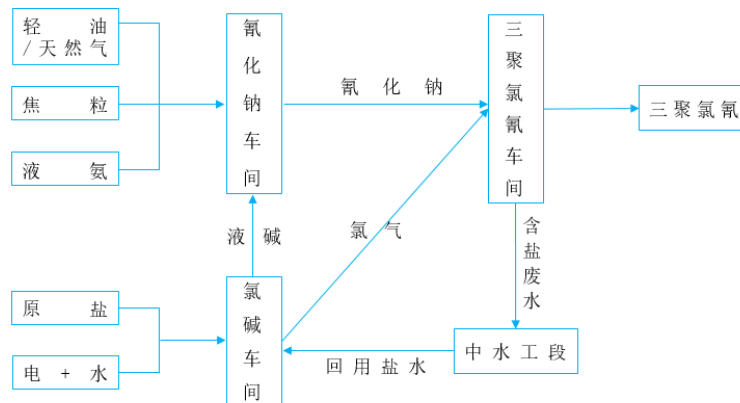 轻油
/天然气
焦粒
液氨
氰化钠车间
氰化钠
三聚氯氰车间
三聚氯氰
液碱
氯气
含盐废水
原盐
电+水
氯碱车间
回用盐水
中水工段